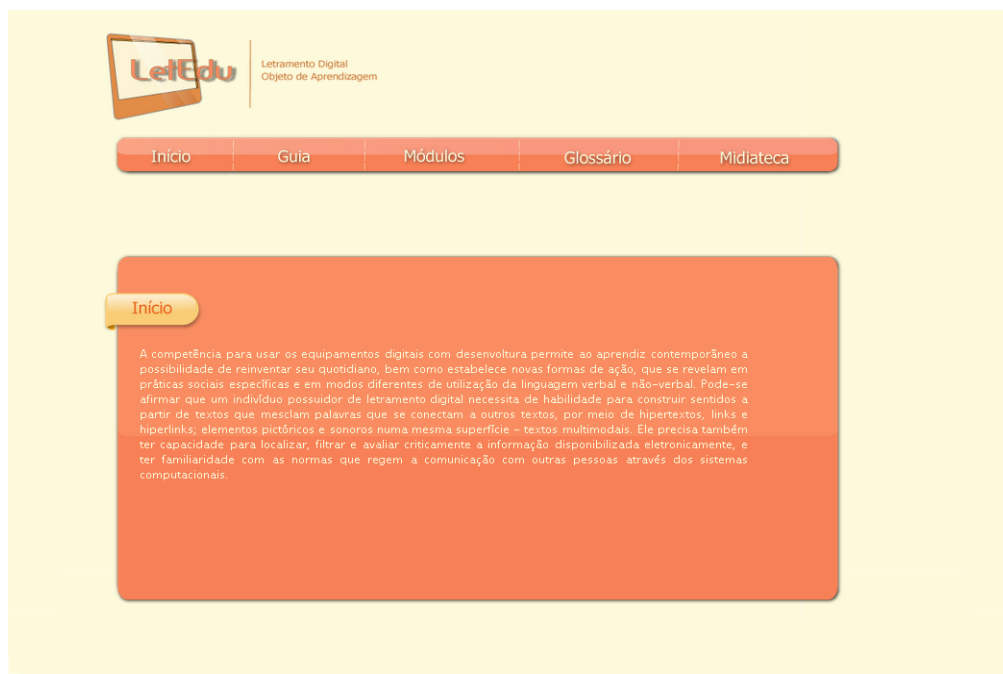 LetEdu
Letramento Digital
Objeto de Aprendizagem
Início Guia Módulos Glossário Midiateca
Início
A competência para usar os equipamentos digitais com desenvoltura permite ao aprendiz contemporâneo a
possibilidade de reinventar seu quotidiano, bem como estabelece novas formas de ação, que se revelam em
práticas sociais específicas e em modos diferentes de utilização da linguagem verbal e não-verbal. Pode-se
afirmar que um indivíduo possuidor de letramento digital necessita de habilidade para construir sentidos a
partir de textos que mesclam palavras que se conectam a outros textos, por meio de hipertextos, links e
hiperlinks; elementos pictóricos e sonoros numa mesma superfície - textos multimodais. Ele precisa também
ter capacidade para localizar, filtrar e avaliar criticamente a informação disponibilizada eletronicamente, e
ter familiaridade com as normas que regem a comunicação com outras pessoas através dos sistemas
computacionais.